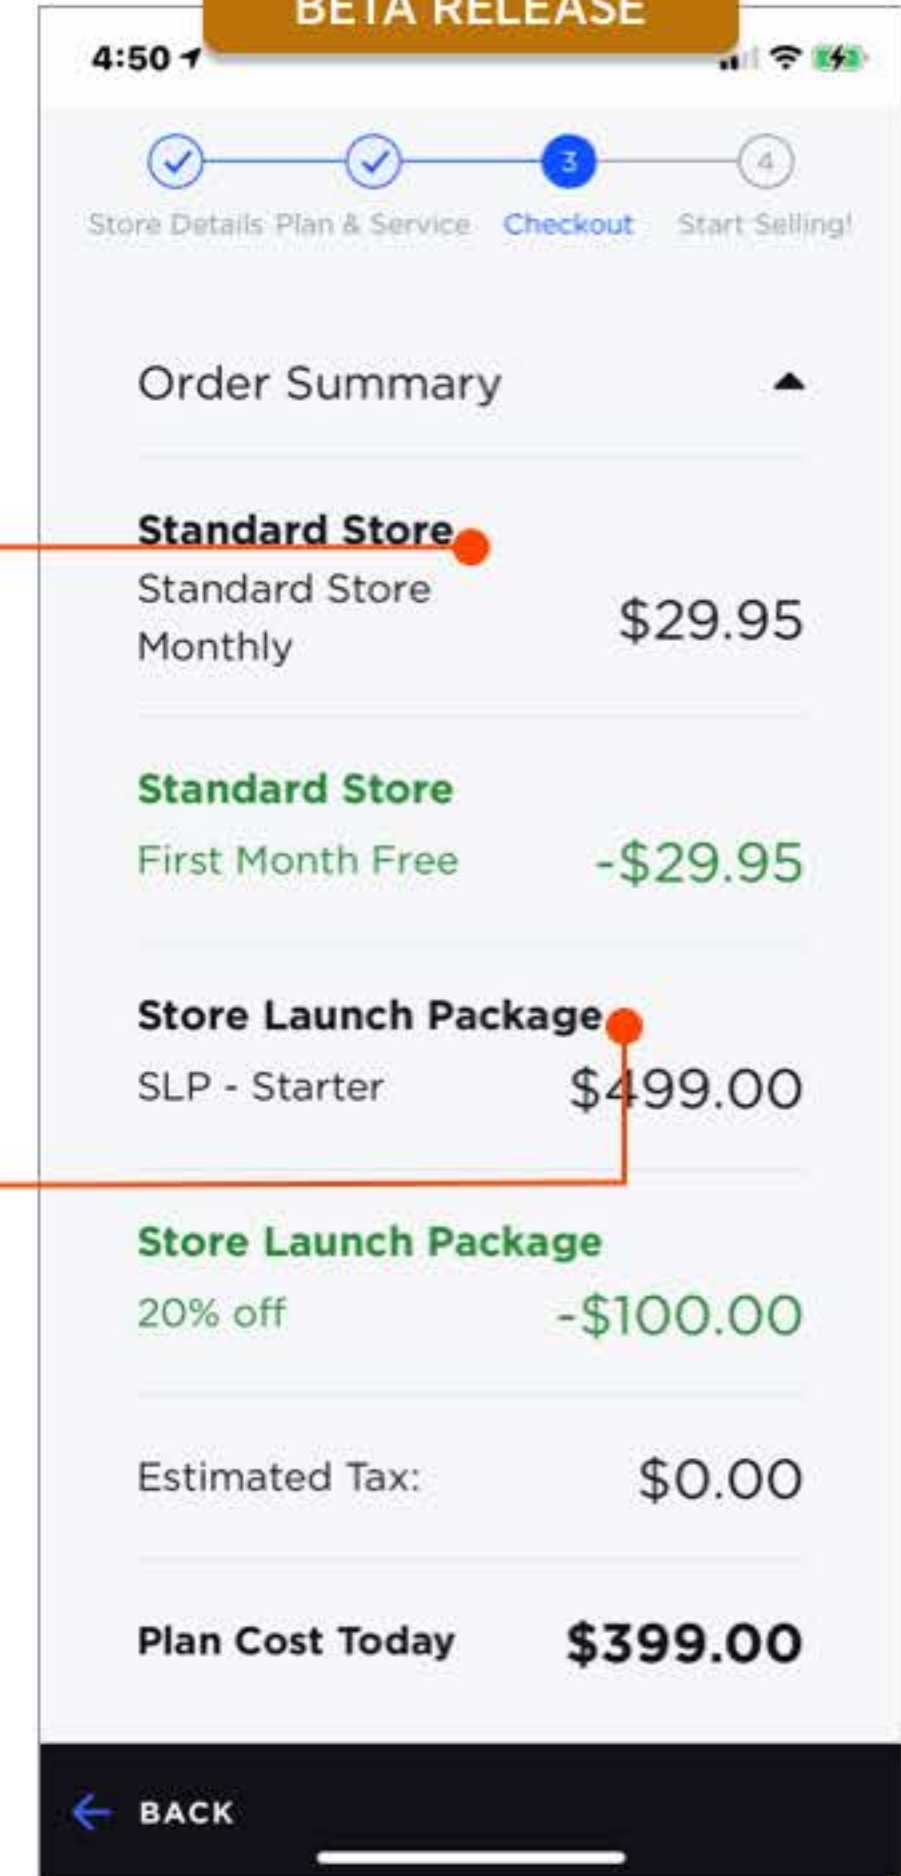 BETA RELEASE
4:50
3
4
Store Details Plan & Service Checkout Start Selling!
Order Summary
Standard Store
Standard Store
Monthly
$29.95
Standard Store
First Month Free -$29.95
Store Launch Package
SLP - Starter $499.00
Store Launch Package
20% off -$100.00
Estimated Tax: $0.00
Plan Cost Today $399.00
BACK